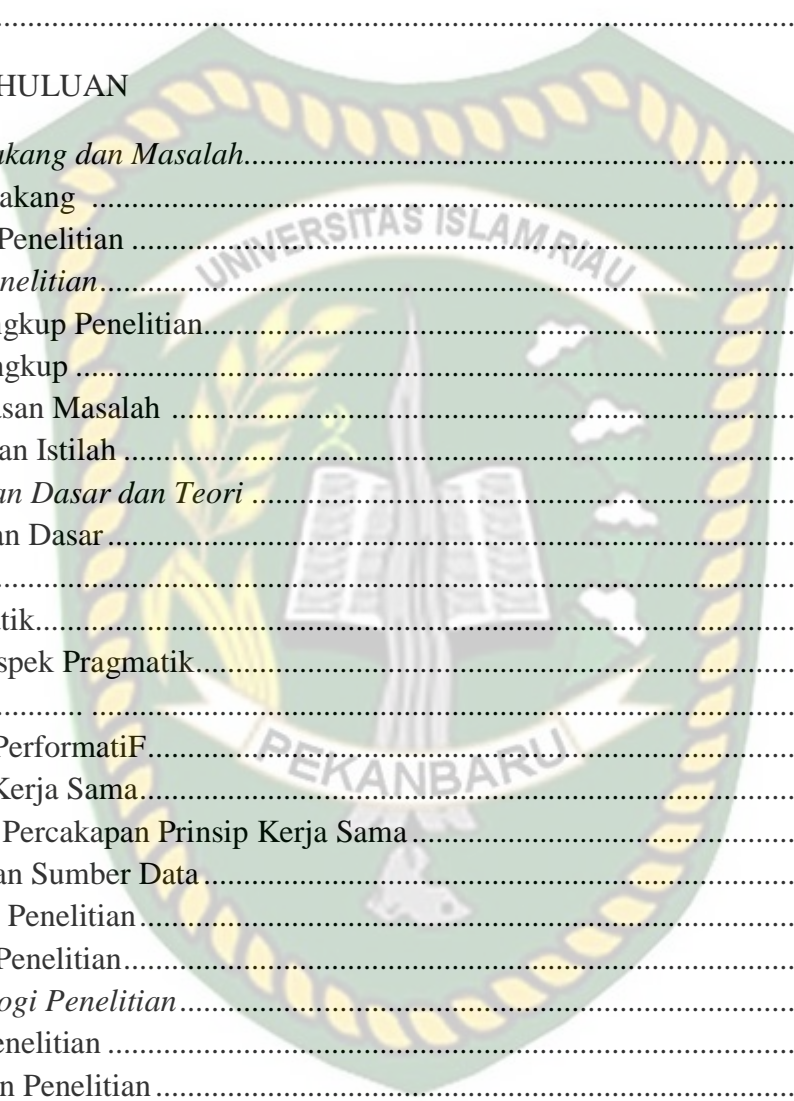 ..........................................................................................
HULUAN
ukang dan Masalah..........................................................................
akang ..........................................................................................
Penelitian ....................................................................................
nelitian........................................................................................
ngkup Penelitian..............................................................................
ngkup ..........................................................................................
san Masalah ...................................................................................
an Istilah .....................................................................................
an Dasar dan Teori ...........................................................................
an Dasar.......................................................................................
..........................................................................................
tik............................................................................................
spek Pragmatik................................................................................
........... ....................................................................................
PerformatiF...................................................................................
Kerja Sama....................................................................................
Percakapan Prinsip Kerja Sama................................................................
an Sumber Data................................................................................
Penelitian.....................................................................................
Penelitian.....................................................................................
ogi Penelitian.................................................................................
enelitian ......................................................................................
n Penelitian ...................................................................................
UNIVERSITAS ISLAM RIAU
PEKANBARU